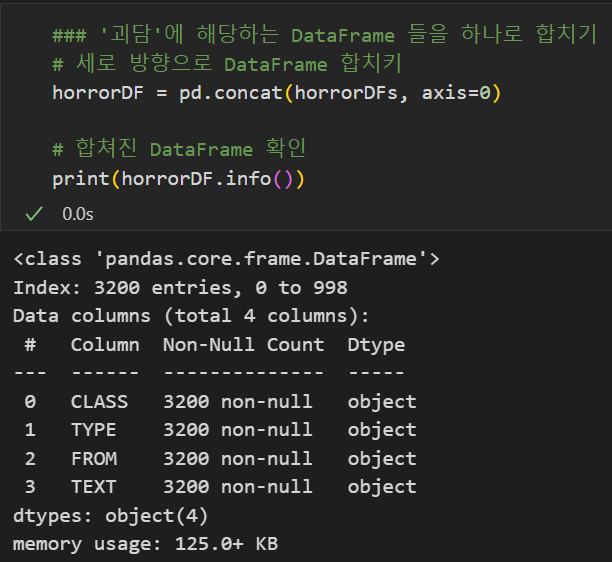 ### '괴담'에 해당하는 DataFrame 들을 하나로 합치기
# 세로 방향으로 DataFrame 합치키
horrorDF = pd.concat(horrorDFs, axis=0)
# 합쳐진 DataFrame 확인
print(horrorDF.info())
0.0s
<class 'pandas.core.frame.DataFrame'>
Index: 3200 entries, 0 to 998
Data columns (total 4 columns):
 #   Column  Non-Null Count  Dtype
---  ------  --------------  -----
 0   CLASS   3200 non-null   object
 1   TYPE    3200 non-null   object
 2   FROM    3200 non-null   object
 3   TEXT    3200 non-null   object
dtypes: object(4)
memory usage: 125.0+ KB